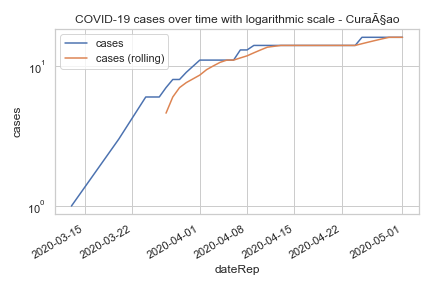 COVID-19 cases over time with logarithmic scale - CuraÃ§ao
cases
cases (rolling)
10¹
10⁰
cases
2020-03-15
2020-03-22
2020-04-01
2020-04-08
2020-04-15
2020-04-22
2020-05-01
dateRep